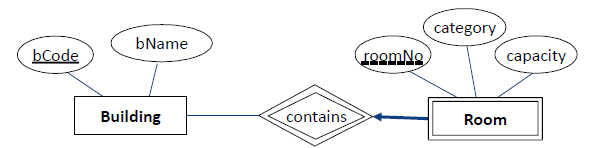 bCode
bName
roomNo
category
capacity
Building
contains
Room